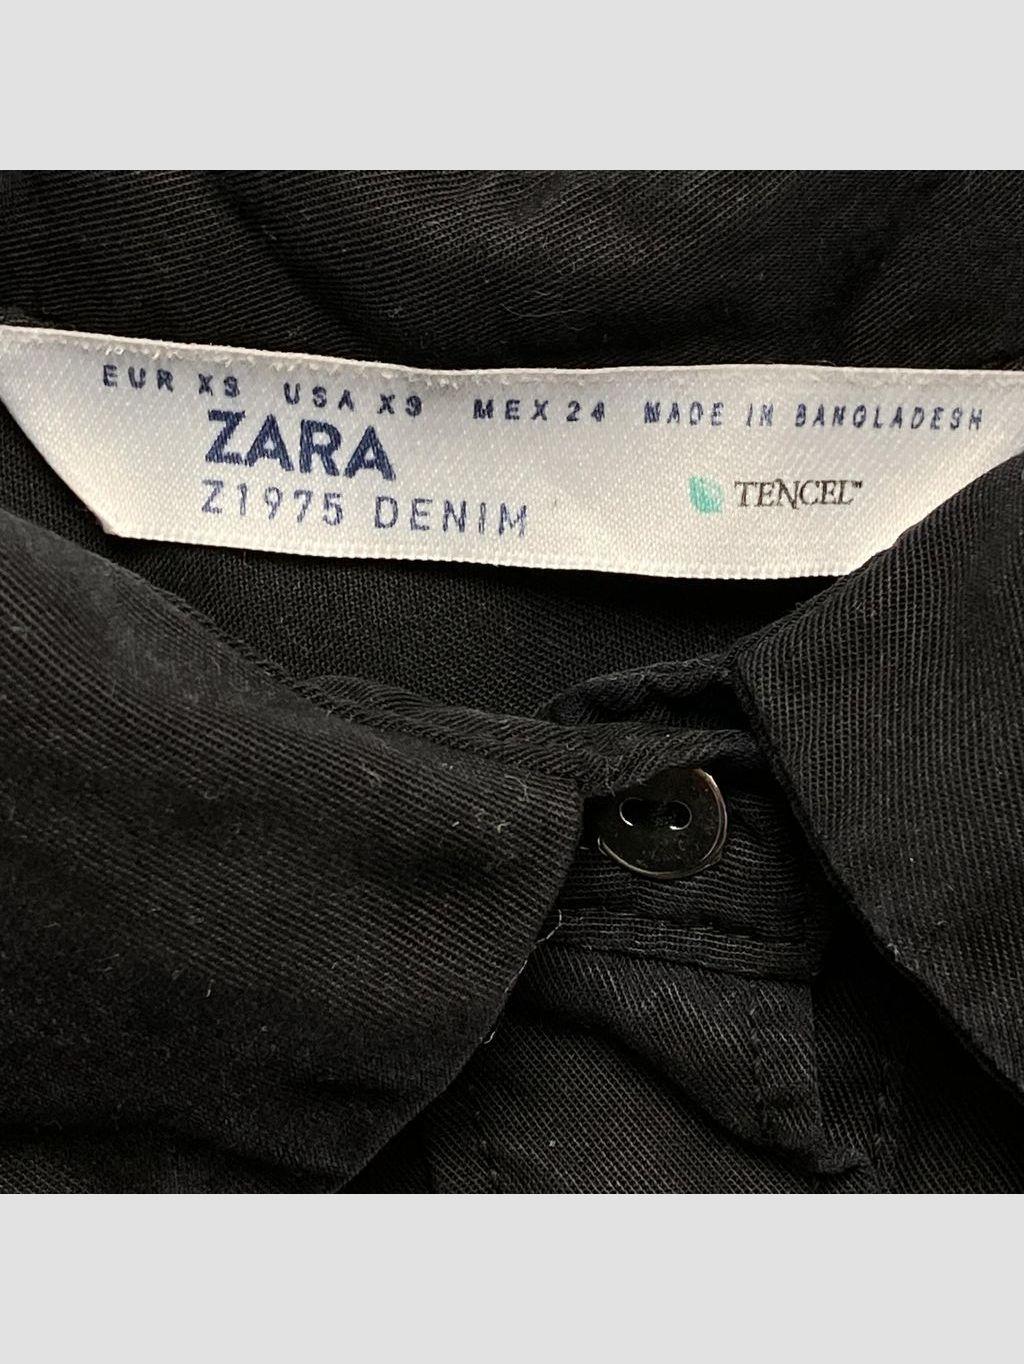 EUR XS USA XS MEX 24 MADE IN BANGLADESH
ZARA
Z1975 DENIM
TENCEL™